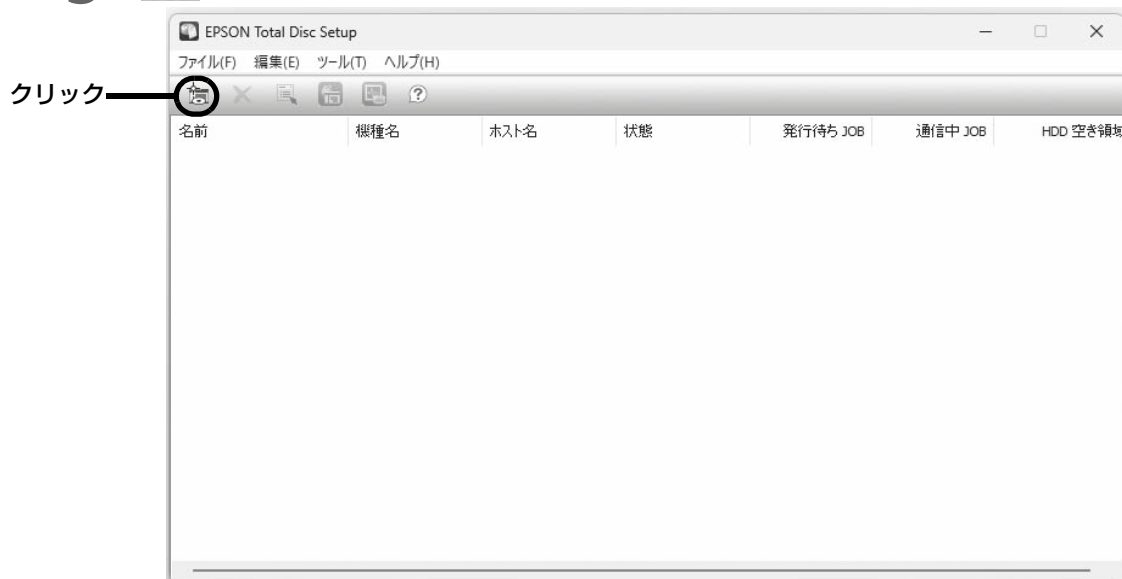 EPSON Total Disc Setup
ファイル(F) 編集(E) ツール(T) ヘルプ(H)
クリック
名前 機種名 ホスト名 状態 発行待ち JOB 通信中 JOB HDD 空き領域